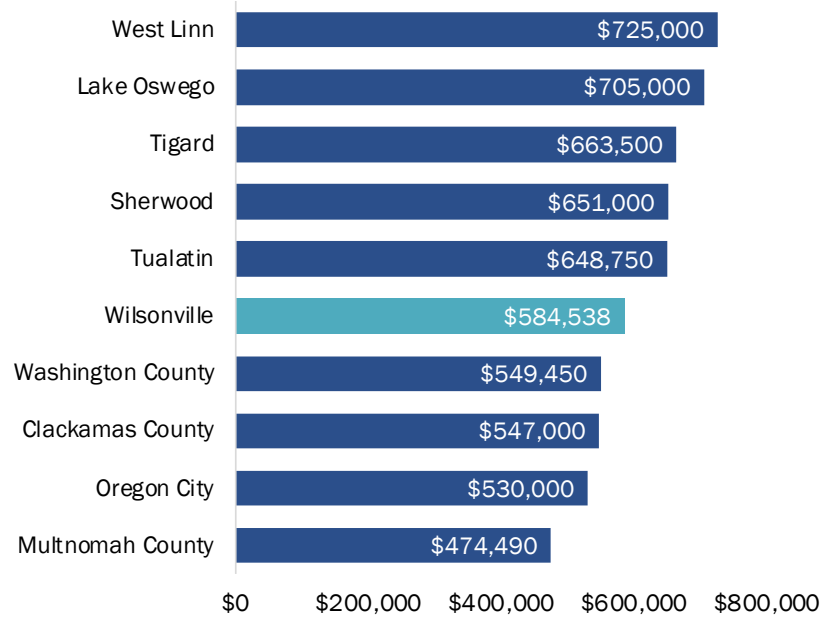 West Linn $725,000
Lake Oswego $705,000
Tigard $663,500
Sherwood $651,000
Tualatin $648,750
Wilsonville $584,538
Washington County $549,450
Clackamas County $547,000
Oregon City $530,000
Multnomah County $474,490
$0 $200,000 $400,000 $600,000 $800,000